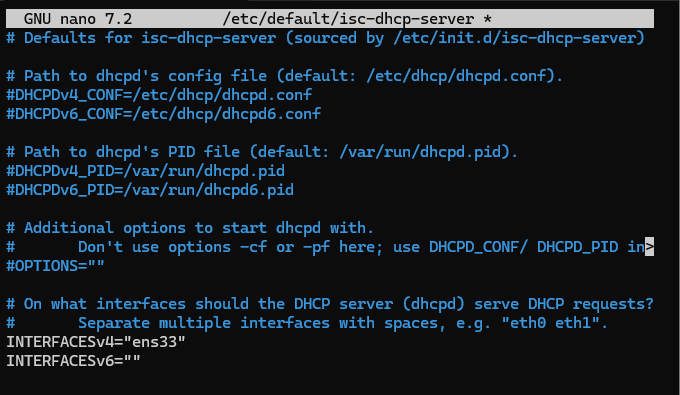 GNU nano 7.2 /etc/default/isc-dhcp-server *
# Defaults for isc-dhcp-server (sourced by /etc/init.d/isc-dhcp-server)
# Path to dhcpd's config file (default: /etc/dhcp/dhcpd.conf).
#DHCPDv4_CONF=/etc/dhcp/dhcpd.conf
#DHCPDv6_CONF=/etc/dhcp/dhcpd6.conf
# Path to dhcpd's PID file (default: /var/run/dhcpd.pid).
#DHCPDv4_PID=/var/run/dhcpd.pid
#DHCPDv6_PID=/var/run/dhcpd6.pid
# Additional options to start dhcpd with.
# Don't use options -cf or -pf here; use DHCPD_CONF/ DHCPD_PID in>
#OPTIONS=""
# On what interfaces should the DHCP server (dhcpd) serve DHCP requests?
# Separate multiple interfaces with spaces, e.g. "eth0 eth1".
INTERFACESv4="ens33"
INTERFACESv6=""